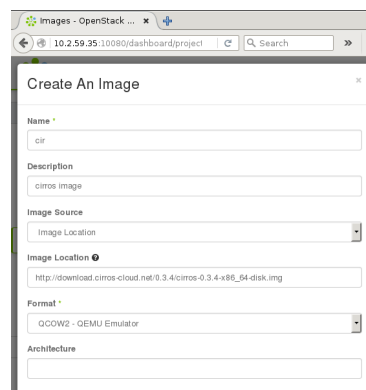 Images - OpenStack ...
10.2.59.35:10080/dashboard/project
Search
Create An Image
Name *
cir
Description
cirros image
Image Source
Image Location
Image Location
http://download.cirros-cloud.net/0.3.4/cirros-0.3.4-x86_64-disk.img
Format *
QCOW2 - QEMU Emulator
Architecture